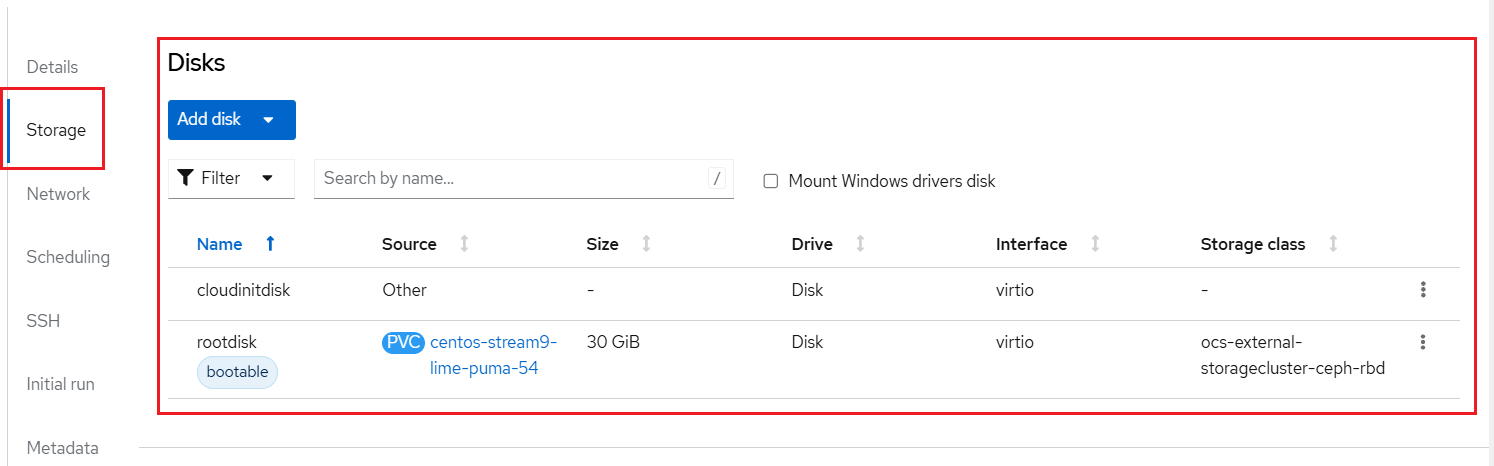 Details
Storage
Network
Scheduling
SSH
Initial run
Metadata
Disks
Add disk
Filter
Search by name...
/
Mount Windows drivers disk
Name Source Size Drive Interface Storage class
cloudinitdisk Other - Disk virtio -
rootdisk PVC centos-stream9- 30 GiB Disk virtio ocs-external-
bootable lime-puma-54 storagecluster-ceph-rbd